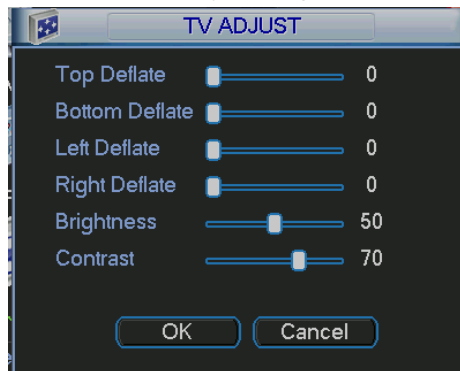 TV ADJUST
Top Deflate 0
Bottom Deflate 0
Left Deflate 0
Right Deflate 0
Brightness 50
Contrast 70
OK Cancel